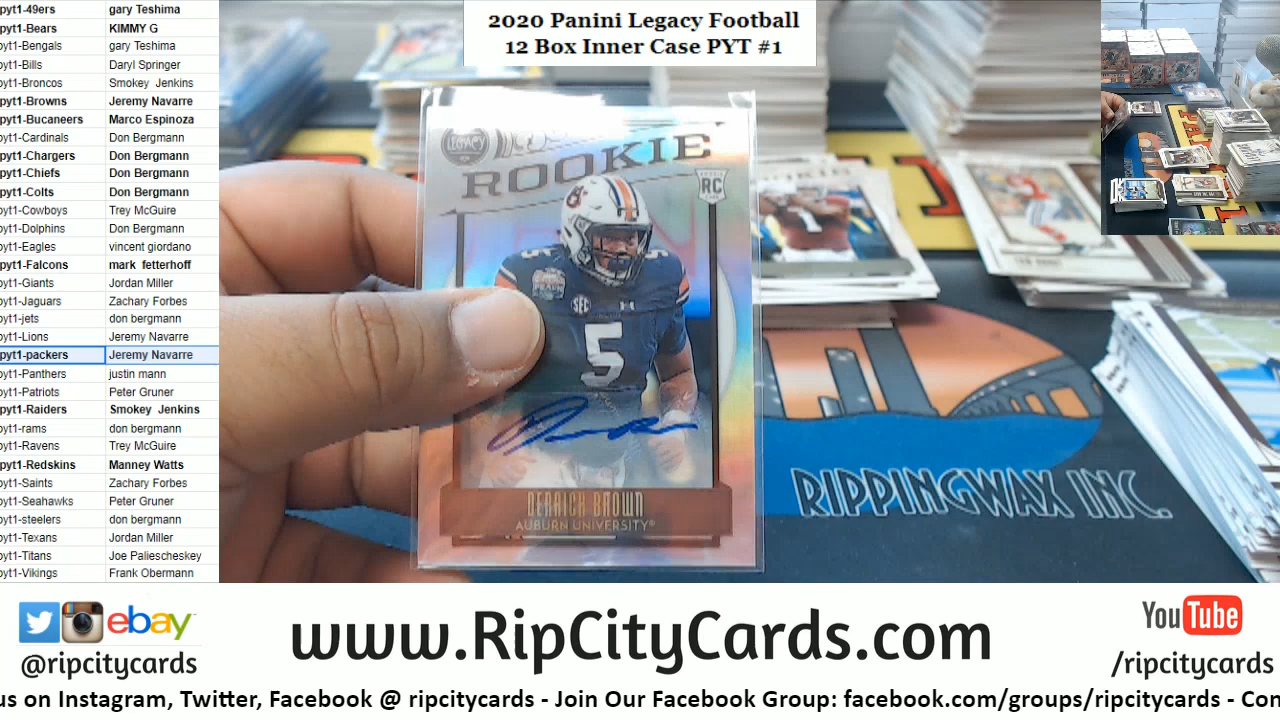 pyt1-49ers gary Teshima
pyt1-Bears KIMMY G
pyt1-Bengals gary Teshima
pyt1-Bills Daryl Springer
pyt1-Broncos Smokey Jenkins
pyt1-Browns Jeremy Navarre
pyt1-Bucaneers Marco Espinoza
pyt1-Cardinals Don Bergmann
pyt1-Chargers Don Bergmann
pyt1-Chiefs Don Bergmann
pyt1-Colts Don Bergmann
pyt1-Cowboys Trey McGuire
pyt1-Dolphins Don Bergmann
pyt1-Eagles vincent giordano
pyt1-Falcons mark fetterhoff
pyt1-Giants Jordan Miller
pyt1-Jaguars Zachary Forbes
pyt1-jets don bergmann
pyt1-Lions Jeremy Navarre
pyt1-packers Jeremy Navarre
pyt1-Panthers justin mann
pyt1-Patriots Peter Gruner
pyt1-Raiders Smokey Jenkins
pyt1-rams don bergmann
pyt1-Ravens Trey McGuire
pyt1-Redskins Manney Watts
pyt1-Saints Zachary Forbes
pyt1-Seahawks Peter Gruner
pyt1-steelers don bergmann
pyt1-Texans Jordan Miller
pyt1-Titans Joe Paliescheskey
pyt1-Vikings Frank Obermann
2020 Panini Legacy Football
12 Box Inner Case PYT #1
LEGACY
ROOKIE
RC
SEC
5
DERRICK BROWN
AUBURN UNIVERSITY®
RIPPINGWAX INC.
ebay
@ripcitycards
www.RipCityCards.com
YouTube
/ripcitycards
us on Instagram, Twitter, Facebook @ ripcitycards - Join Our Facebook Group: facebook.com/groups/ripcitycards - Con